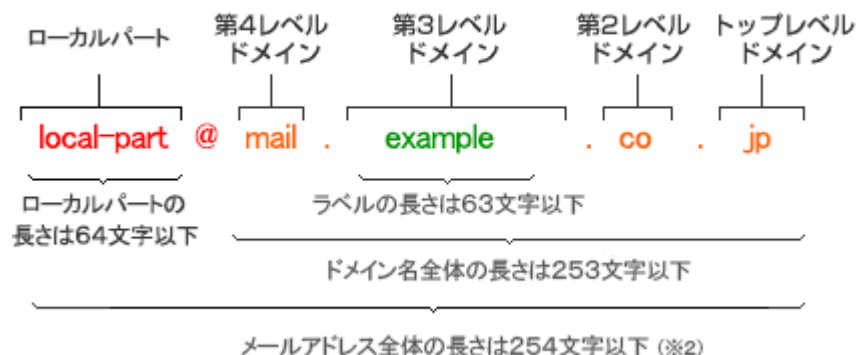 ローカルパート
第4レベル
ドメイン
第3レベル
ドメイン
第2レベル
ドメイン
トップレベル
ドメイン
local-part @ mail . example . co . jp
ローカルパートの
長さは64文字以下
ラベルの長さは63文字以下
ドメイン名全体の長さは253文字以下
メールアドレス全体の長さは254文字以下 (※2)